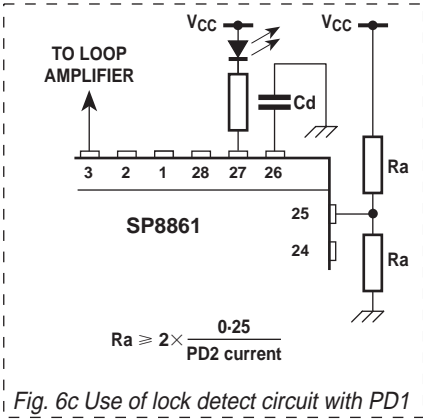 VCC
VCC
TO LOOP
AMPLIFIER
Cd
Ra
3 2 1 28 27 26
25
SP8861
24
Ra
Ra ⩾ 2× 0·25 / PD2 current
Fig. 6c Use of lock detect circuit with PD1